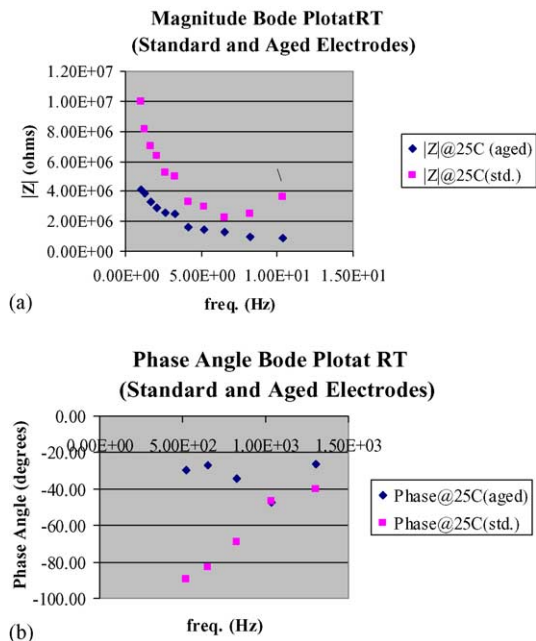 Magnitude Bode PlotatRT
(Standard and Aged Electrodes)
1.20E+07
1.00E+07
8.00E+06
6.00E+06
4.00E+06
2.00E+06
0.00E+00
|Z| (ohms)
0.00E+00 5.00E+00 1.00E+01 1.50E+01
freq. (Hz)
|Z|@25C (aged)
|Z|@25C(std.)
(a)
Phase Angle Bode Plotat RT
(Standard and Aged Electrodes)
0.00
-20.00
-40.00
-60.00
-80.00
-100.00
Phase Angle (degrees)
0.00E+00 5.00E+02 1.00E+03 1.50E+03
freq. (Hz)
Phase@25C(aged)
Phase@25C(std.)
(b)